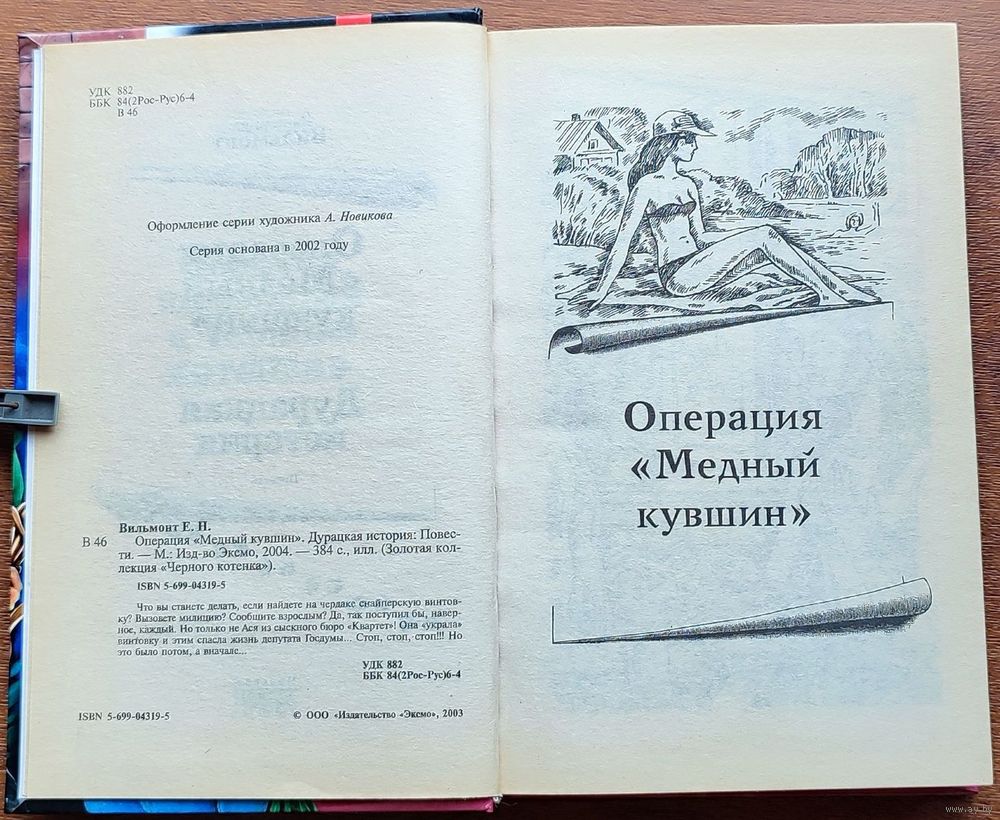 УДК 882
ББК 84(2Рос-Рус)6-4
В 46
Оформление серии художника А. Новикова
Серия основана в 2002 году
Вильмонт Е. Н.
В 46 Операция «Медный кувшин». Дурацкая история: Повес-
ти. — М.: Изд-во Эксмо, 2004. — 384 с., илл. (Золотая кол-
лекция «Черного котенка»).
ISBN 5-699-04319-5
Что вы станете делать, если найдете на чердаке снайперскую винтов-
ку? Вызовете милицию? Сообщите взрослым? Да, так поступил бы, навер-
ное, каждый. Но только не Ася из сыскного бюро «Квартет»! Она «украла»
винтовку и этим спасла жизнь депутата Госдумы... Стоп, стоп, стоп!!! Но
это было потом, а вначале...
УДК 882
ББК 84(2Рос-Рус)6-4
ISBN 5-699-04319-5
© ООО «Издательство «Эксмо», 2003
Операция
«Медный
кувшин»
www.ay.by